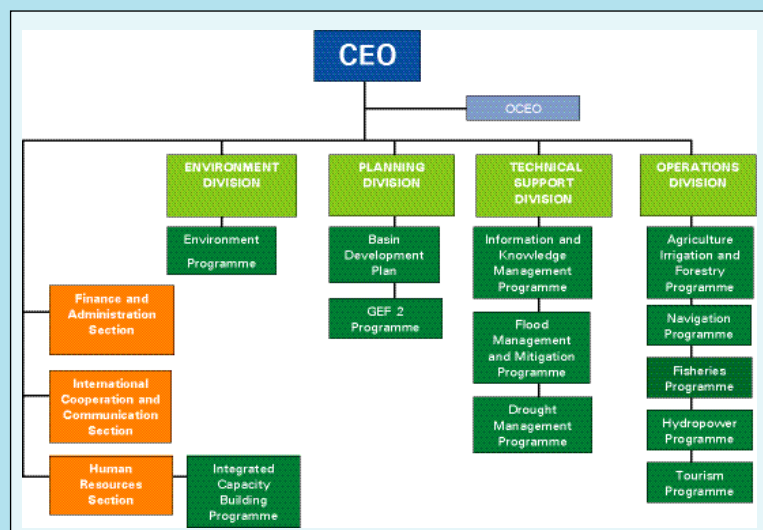 CEO
OCEO
ENVIRONMENT
DIVISION
PLANNING
DIVISION
TECHNICAL
SUPPORT
DIVISION
OPERATIONS
DIVISION
Environment
Programme
Basin
Development
Plan
GEF 2
Programme
Information and
Knowledge
Management
Programme
Flood
Management
and Mitigation
Programme
Drought
Management
Programme
Agriculture
Irrigation and
Forestry
Programme
Navigation
Programme
Fisheries
Programme
Hydropower
Programme
Tourism
Programme
Finance and
Administration
Section
International
Cooperation and
Communication
Section
Human
Resources
Section
Integrated
Capacity
Building
Programme